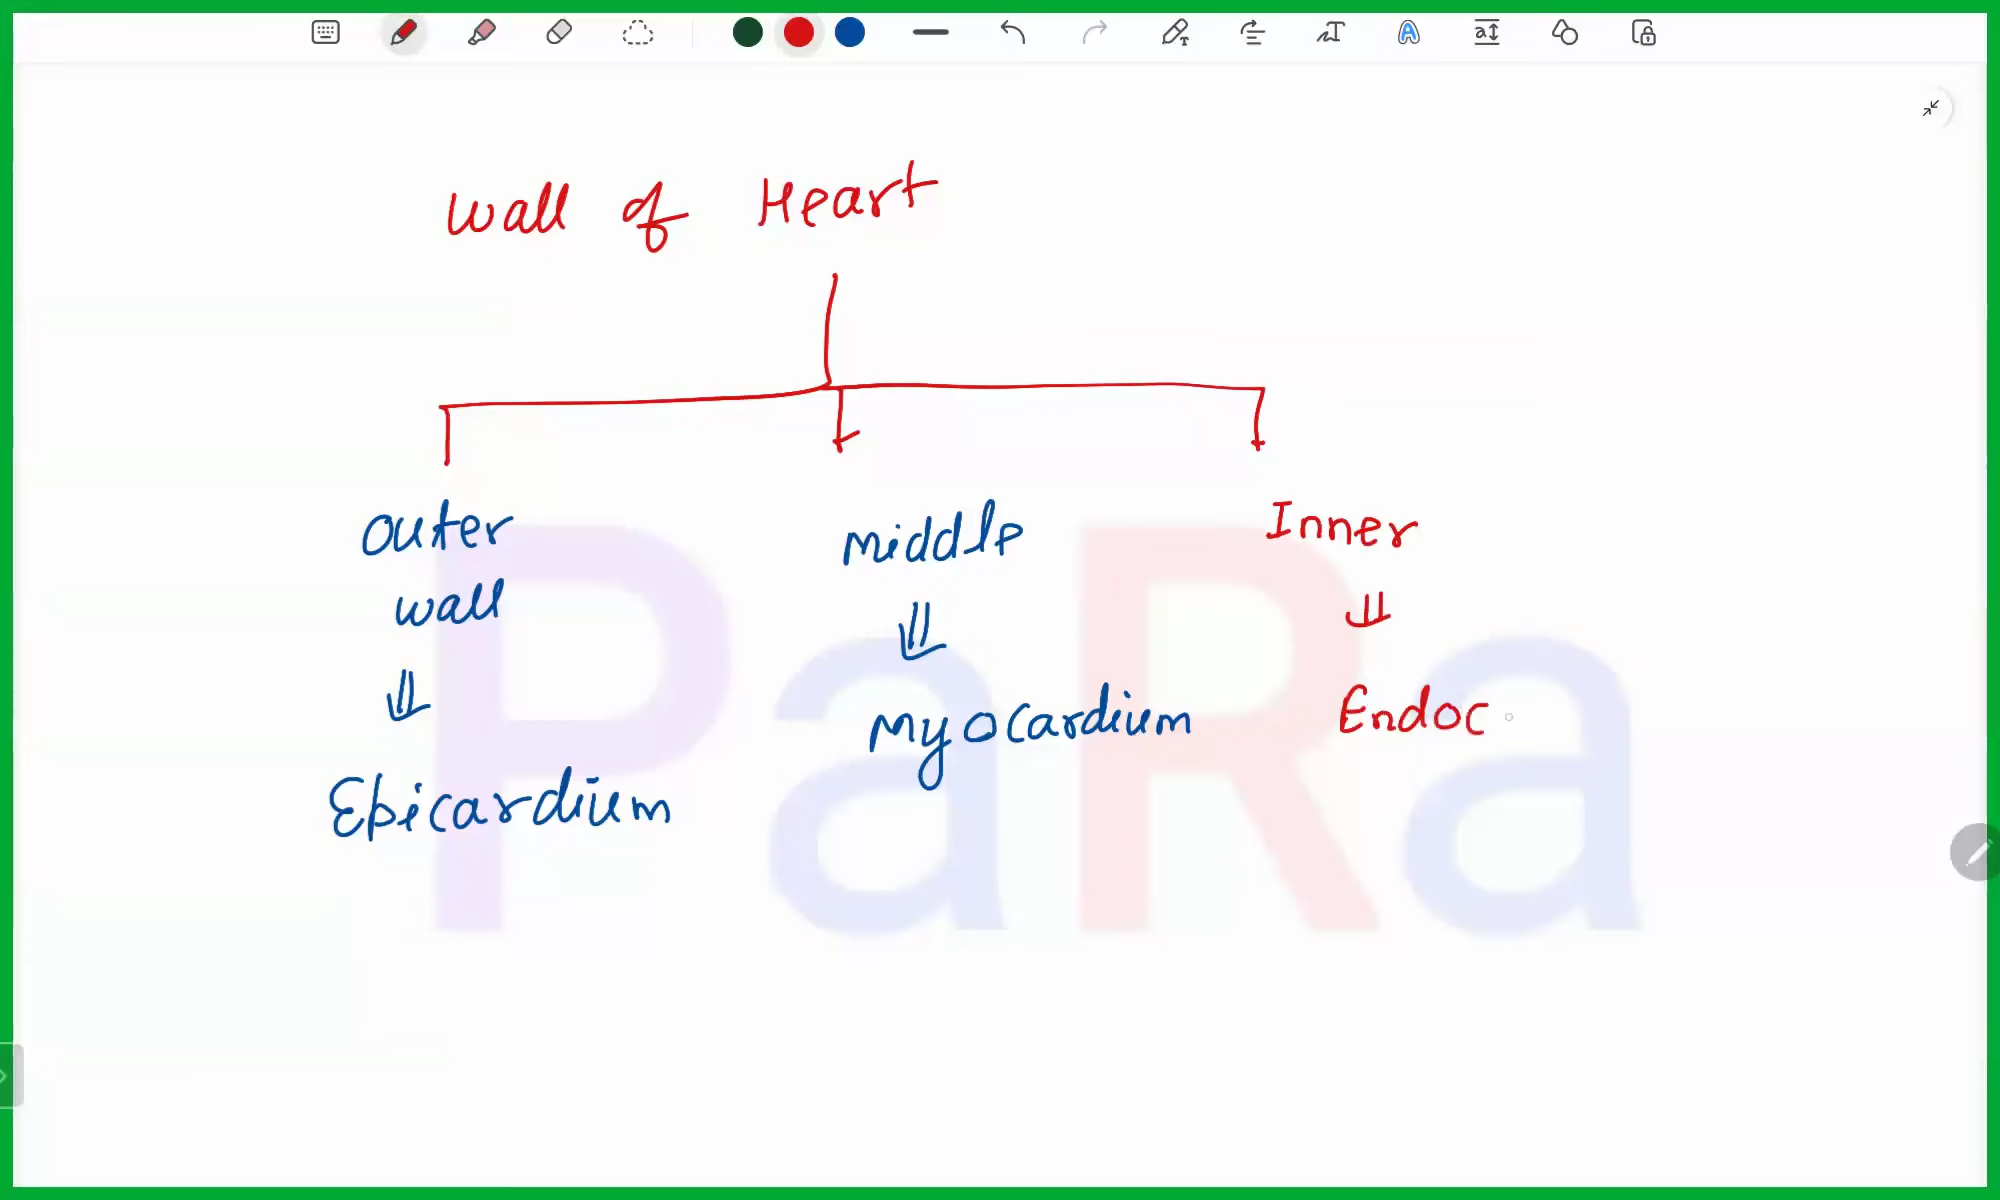 Wall of Heart
Outer
wall
Middle
Inner
Epicardium
Myocardium
Endoc
PaRa